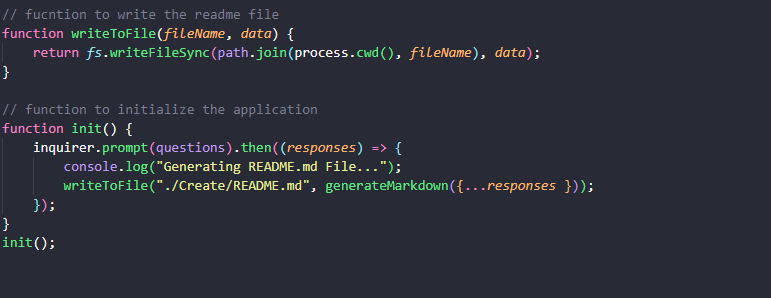 // fucntion to write the readme file
function writeToFile(fileName, data) {
    return fs.writeFileSync(path.join(process.cwd(), fileName), data);
}

// function to initialize the application
function init() {
    inquirer.prompt(questions).then((responses) => {
        console.log("Generating README.md File...");
        writeToFile("./Create/README.md", generateMarkdown({...responses }));
    });
}
init();